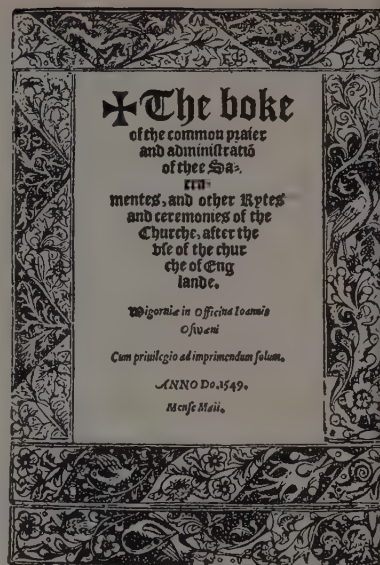 ✠The boke
of the common praier
and administratiō
of thee Sa-
cra-
mentes, and other Rytes
and ceremonies of the
Churche, after the
vse of the chur
che of Eng
lande.
Wigorniæ in Officina Ioannis
Oswæni
Cum priuilegio ad imprimendum solum.
ANNO Do. 1549.
Mense Maii.